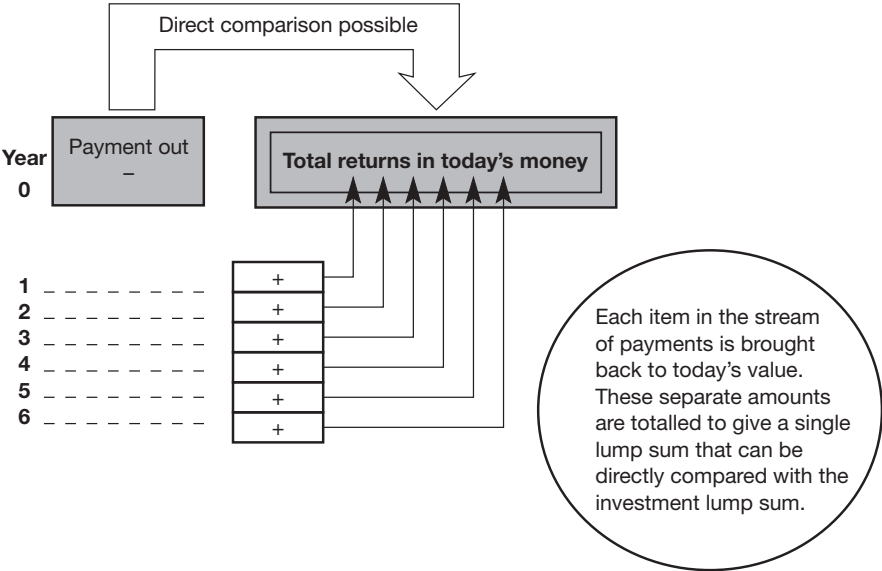 Direct comparison possible
Year
0
Payment out
–
Total returns in today's money
1
2
3
4
5
6
+
+
+
+
+
+
Each item in the stream
of payments is brought
back to today's value.
These separate amounts
are totalled to give a single
lump sum that can be
directly compared with the
investment lump sum.